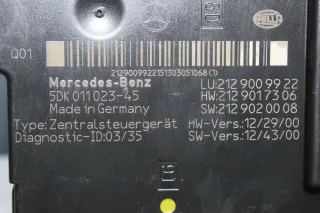 HELLA
Q01
2129009922151303051068 (1)
Mercedes-Benz
LU: 212 900 99 22
5DK 011 023-45
HW: 212 901 73 06
Made in Germany
SW: 212 902 00 08
Type: Zentralsteuergerät
HW-Vers.: 12/29/00
Diagnostic-ID: 03/35
SW-Vers.: 12/43/00